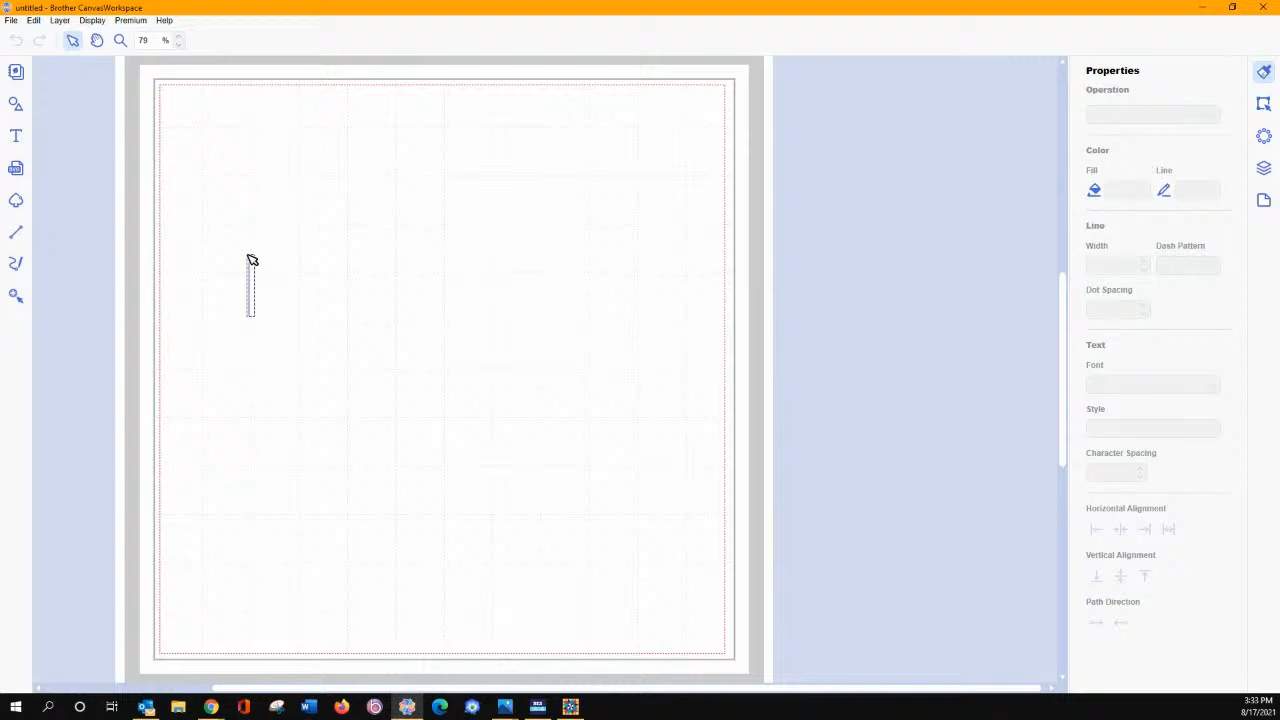 untitled - Brother CanvasWorkspace
File Edit Layer Display Premium Help
79 %
Properties
Operation
Color
Fill Line
Line
Width Dash Pattern
Dot Spacing
Text
Font
Style
Character Spacing
Horizontal Alignment
Vertical Alignment
Path Direction
3:33 PM
8/17/2021